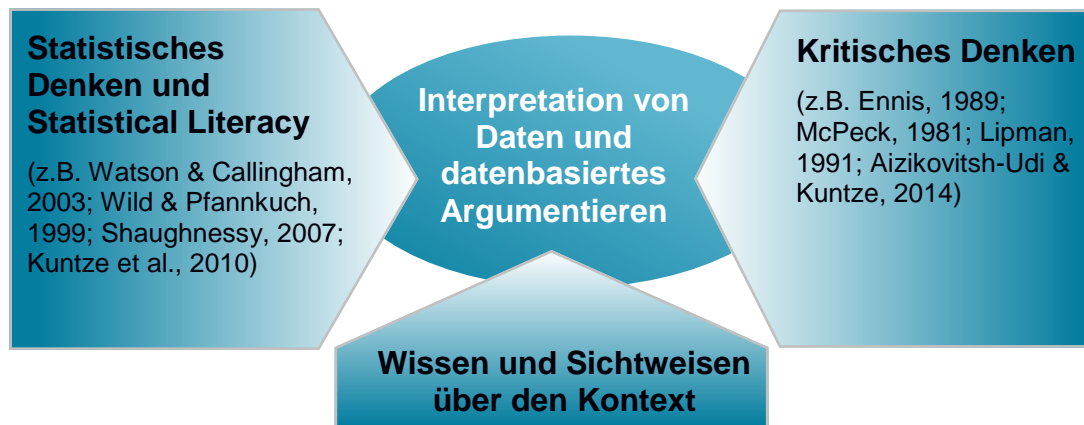 Statistisches
Denken und
Statistical Literacy
(z.B. Watson & Callingham,
2003; Wild & Pfannkuch,
1999; Shaughnessy, 2007;
Kuntze et al., 2010)
Interpretation von
Daten und
datenbasiertes
Argumentieren
Kritisches Denken
(z.B. Ennis, 1989;
McPeck, 1981; Lipman,
1991; Aizikovitsh-Udi &
Kuntze, 2014)
Wissen und Sichtweisen
über den Kontext